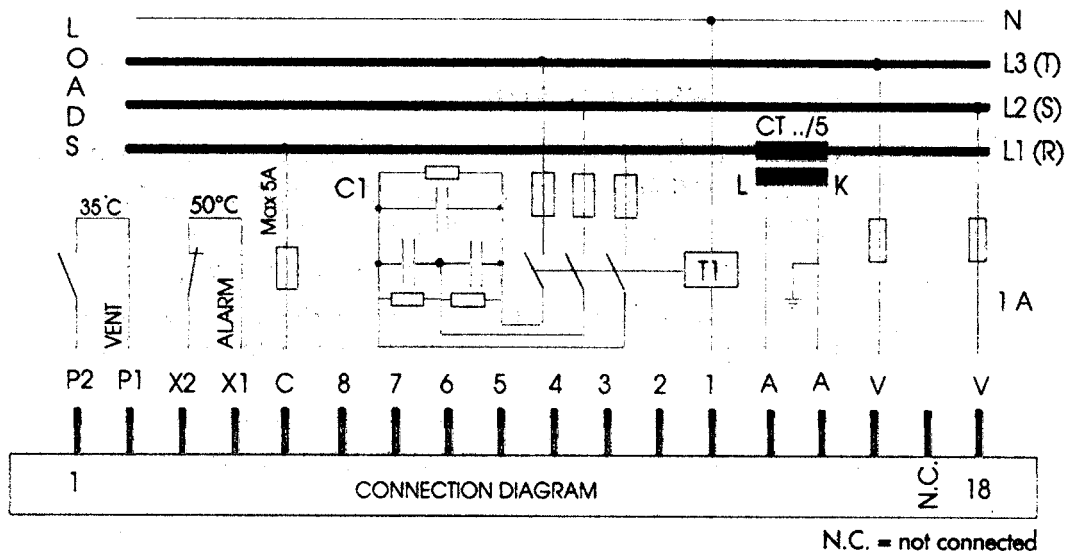 LOADS
N
L3 (T)
L2 (S)
L1 (R)
CT ../5
L K
C1
Max 5A
35°C
50°C
VENT
ALARM
T1
1 A
P2 P1 X2 X1 C 8 7 6 5 4 3 2 1 A A V V
1 CONNECTION DIAGRAM N.C. 18
N.C. = not connected